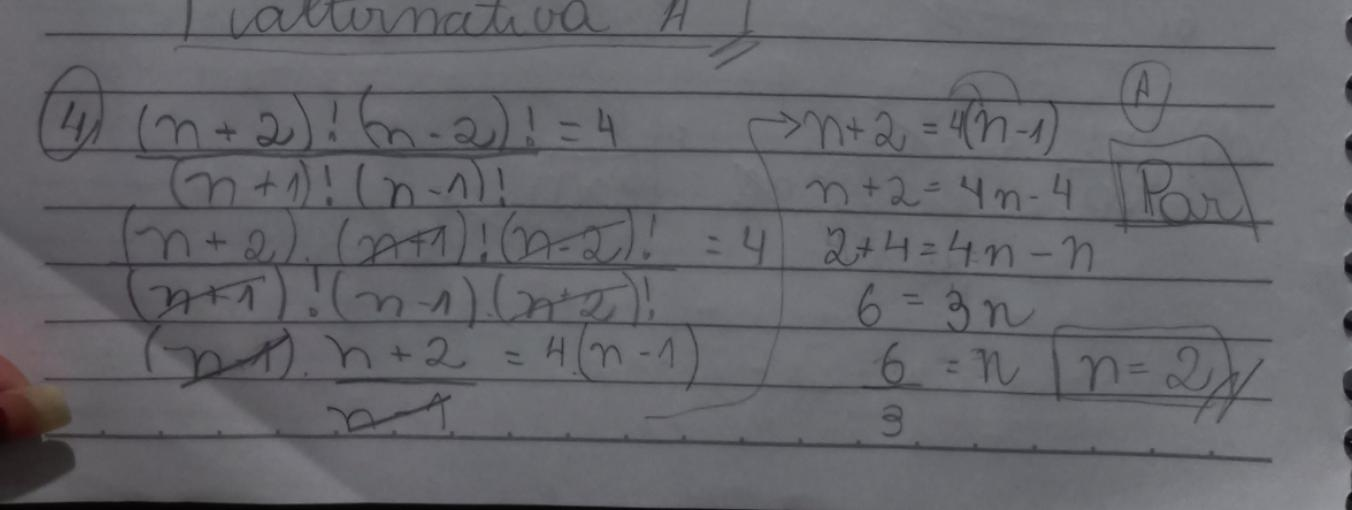 alternativa A
4) (n + 2)! (n - 2)! = 4
(n + 1)! (n - 1)!
(n + 2). (n+1)! (n-2)! = 4
(n+1)! (n - 1). (n-2)!
(n-1). n + 2 = 4.(n - 1)
n-1
→ n + 2 = 4(n - 1)
n + 2 = 4n - 4
2 + 4 = 4n - n
6 = 3n
6 = n
3
n = 2
A
Par